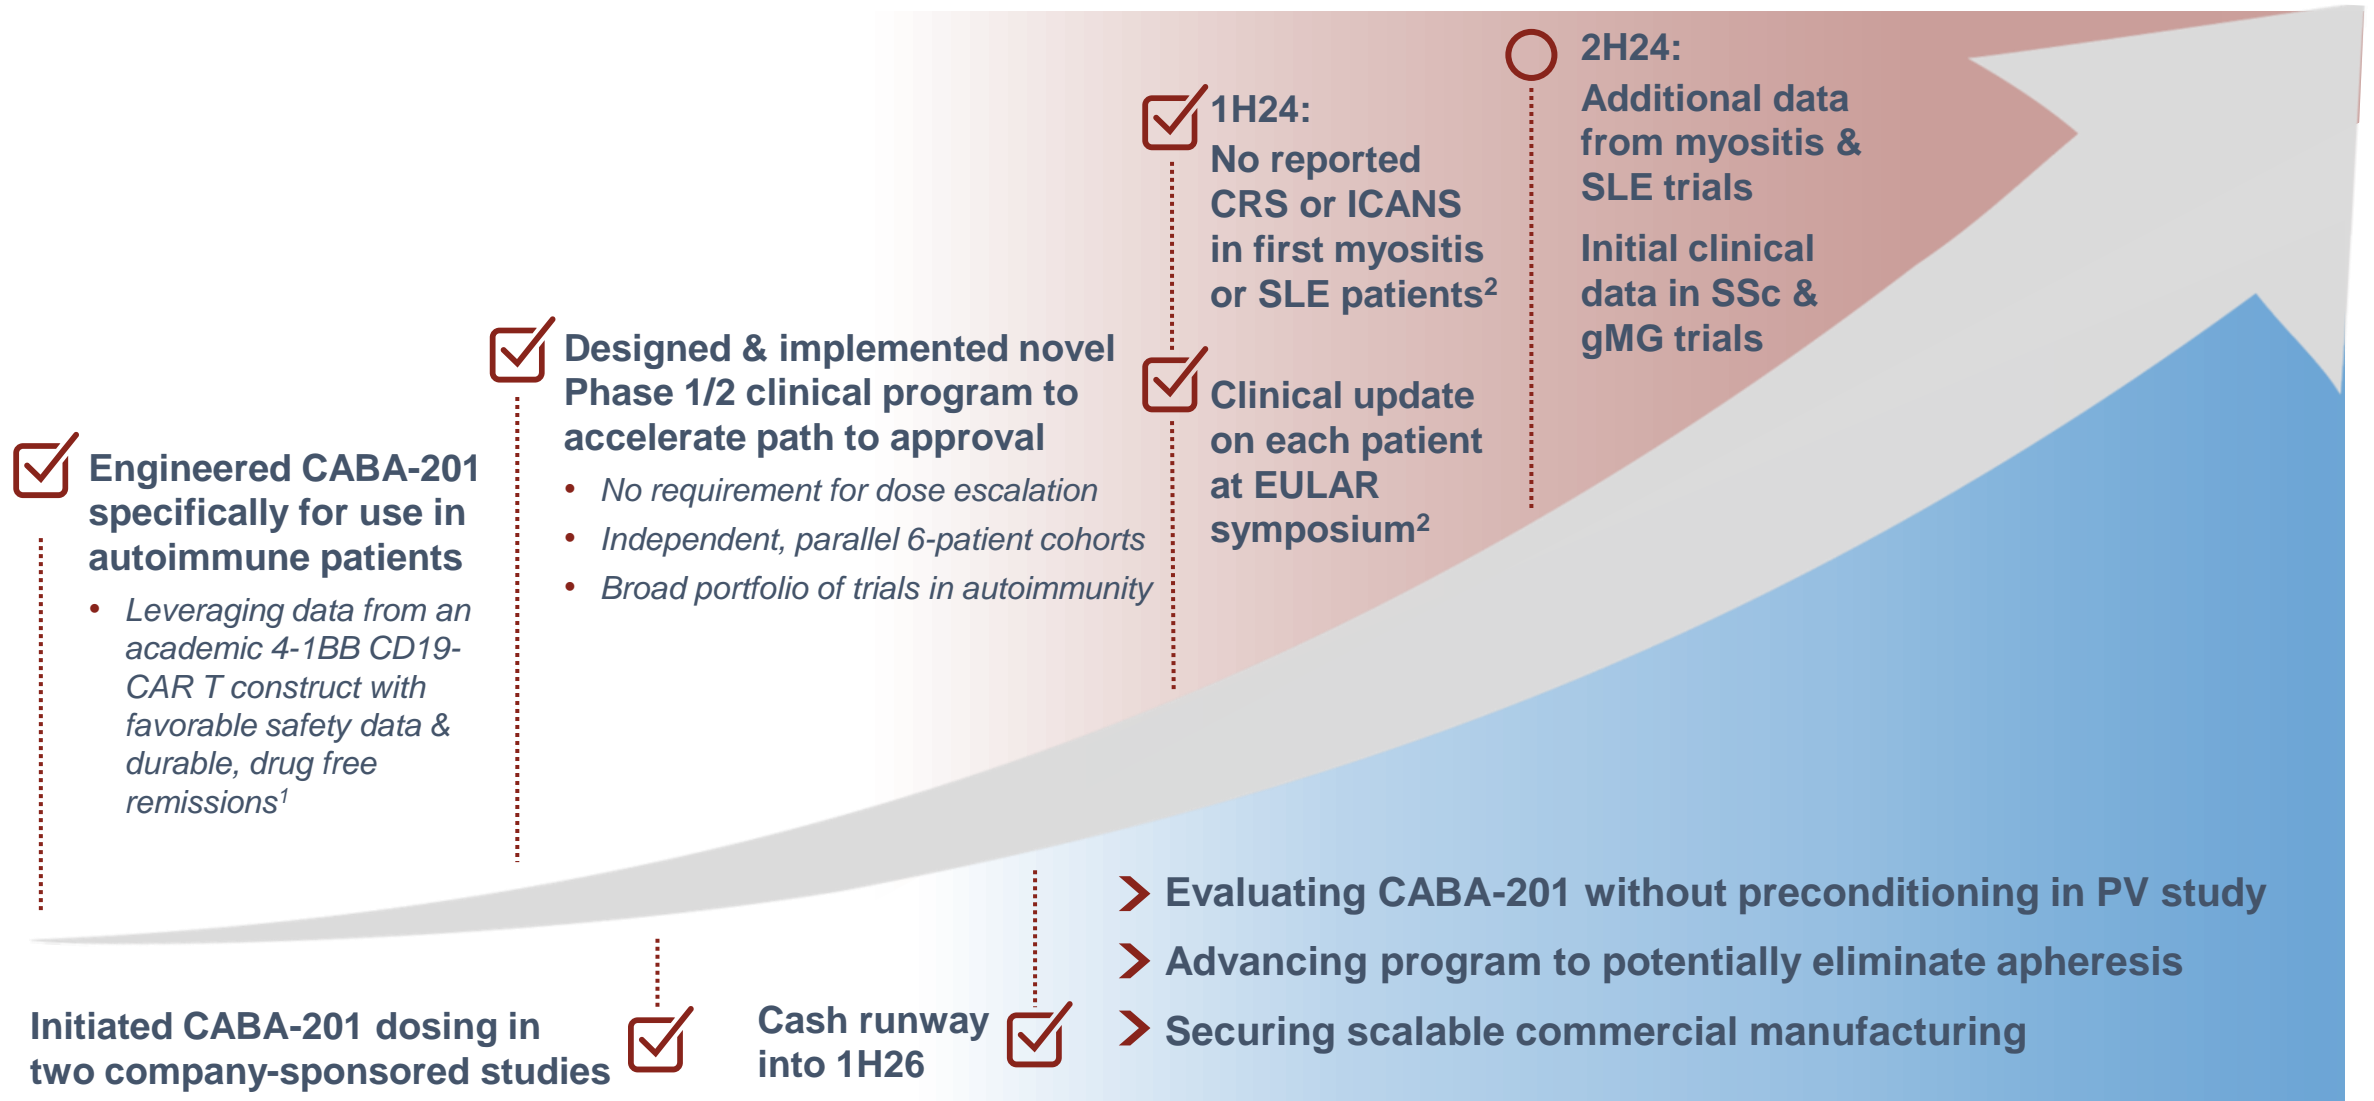 Engineered CABA-201
specifically for use in
autoimmune patients
• Leveraging data from an
academic 4-1BB CD19-
CAR T construct with
favorable safety data &
durable, drug free
remissions¹
Designed & implemented novel
Phase 1/2 clinical program to
accelerate path to approval
• No requirement for dose escalation
• Independent, parallel 6-patient cohorts
• Broad portfolio of trials in autoimmunity
1H24:
No reported
CRS or ICANS
in first myositis
or SLE patients²
Clinical update
on each patient
at EULAR
symposium²
2H24:
Additional data
from myositis &
SLE trials
Initial clinical
data in SSc &
gMG trials
Initiated CABA-201 dosing in
two company-sponsored studies
Cash runway
into 1H26
Evaluating CABA-201 without preconditioning in PV study
Advancing program to potentially eliminate apheresis
Securing scalable commercial manufacturing